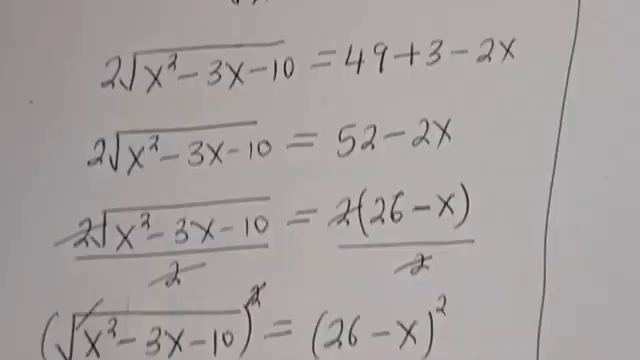 2√(x² - 3x - 10) = 49 + 3 - 2x
2√(x² - 3x - 10) = 52 - 2x
2√(x² - 3x - 10)/2 = 2(26 - x)/2
(√(x² - 3x - 10))² = (26 - x)²